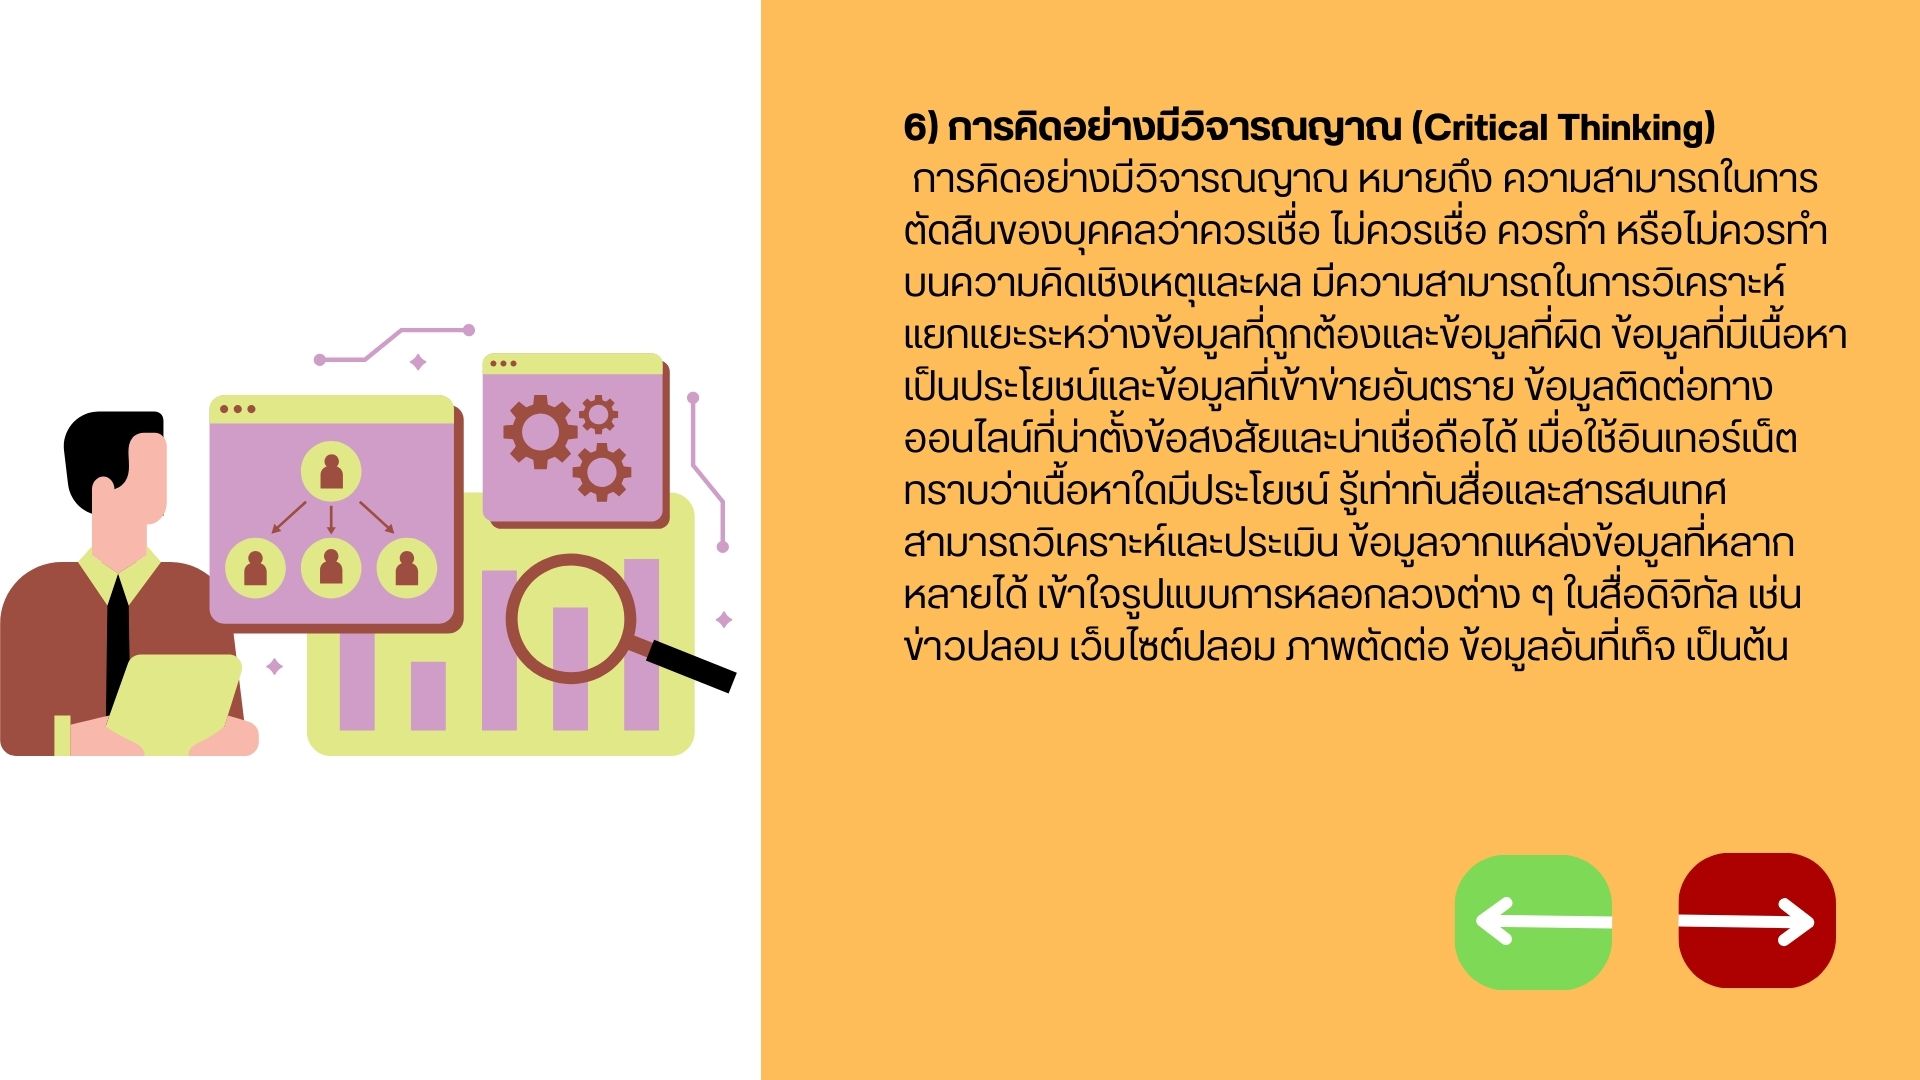 6) การคิดอย่างมีวิจารณญาณ (Critical Thinking)
การคิดอย่างมีวิจารณญาณ หมายถึง ความสามารถในการ
ตัดสินของบุคคลว่าควรเชื่อ ไม่ควรเชื่อ ควรทำ หรือไม่ควรทำ
บนความคิดเชิงเหตุและผล มีความสามารถในการวิเคราะห์
แยกแยะระหว่างข้อมูลที่ถูกต้องและข้อมูลที่ผิด ข้อมูลที่มีเนื้อหา
เป็นประโยชน์และข้อมูลที่เข้าข่ายอันตราย ข้อมูลติดต่อทาง
ออนไลน์ที่น่าตั้งข้อสงสัยและน่าเชื่อถือได้ เมื่อใช้อินเทอร์เน็ต
ทราบว่าเนื้อหาใดมีประโยชน์ รู้เท่าทันสื่อและสารสนเทศ
สามารถวิเคราะห์และประเมิน ข้อมูลจากแหล่งข้อมูลที่หลาก
หลายได้ เข้าใจรูปแบบการหลอกลวงต่าง ๆ ในสื่อดิจิทัล เช่น
ข่าวปลอม เว็บไซต์ปลอม ภาพตัดต่อ ข้อมูลอันที่เท็จ เป็นต้น